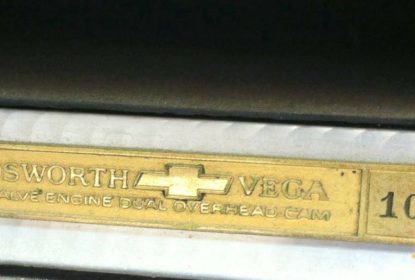 SWORTH VEGA 10
ALVE ENGINE DUAL OVERHEAD CAM